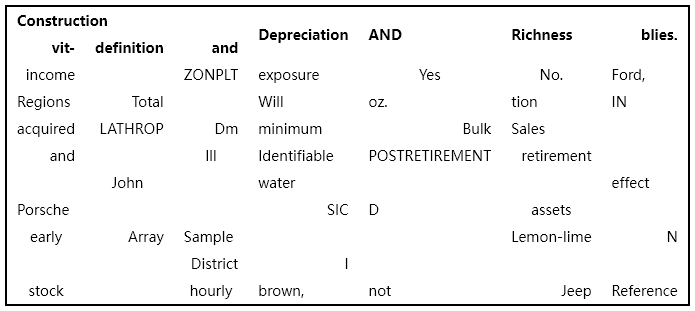 Construction
Depreciation AND Richness blies.
vit- definition and
income ZONPLT exposure Yes No. Ford,
Regions Total Will oz. tion IN
acquired LATHROP Dm minimum Bulk Sales
and Ill Identifiable POSTRETIREMENT retirement
John water effect
Porsche SIC D assets
early Array Sample Lemon-lime N
District I
stock hourly brown, not Jeep Reference